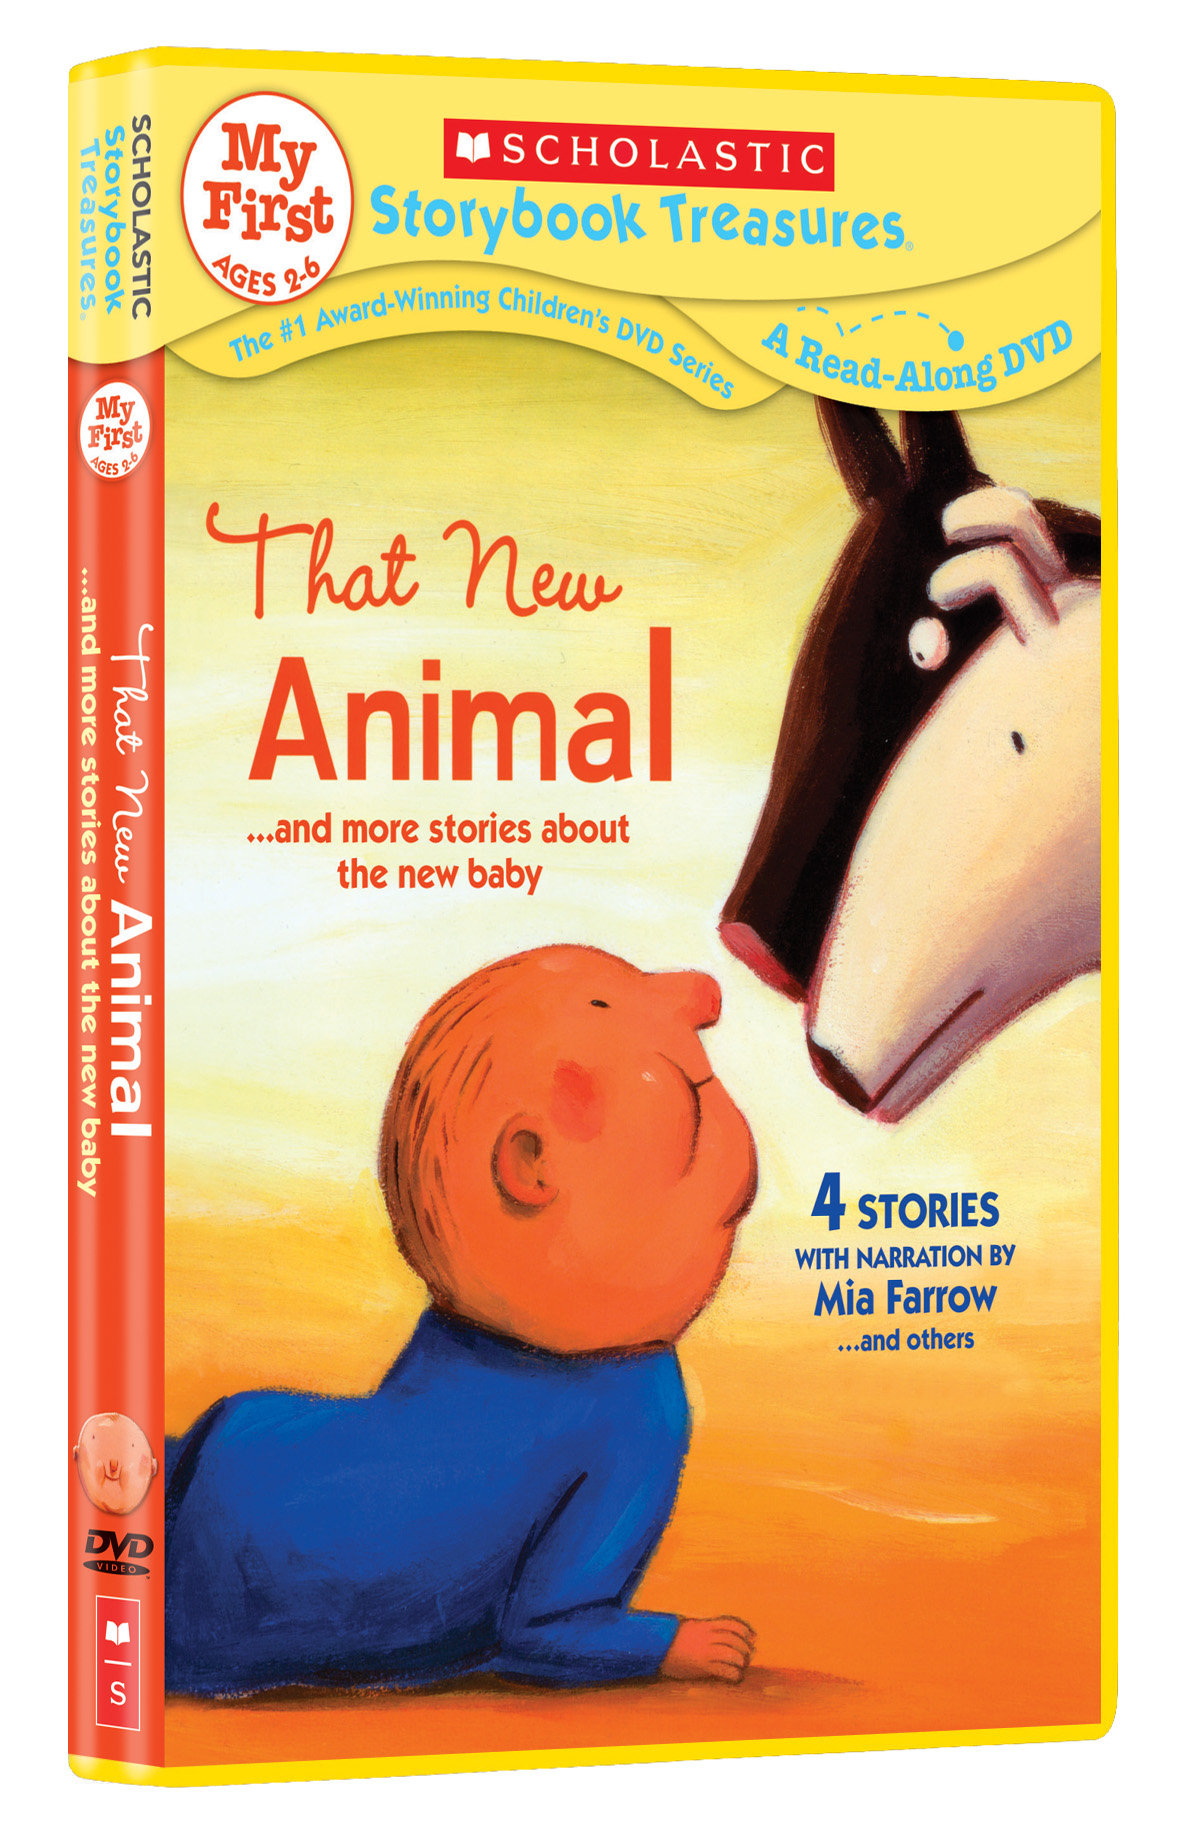 SCHOLASTIC
Storybook Treasures®
My
First
AGES 2-6
The #1 Award-Winning Children's DVD Series
A Read-Along DVD
That New
Animal
...and more stories about
the new baby
4 STORIES
WITH NARRATION BY
Mia Farrow
...and others
SCHOLASTIC
Storybook
Treasures®
My
First
AGES 2-6
That New Animal
...and more stories about the new baby
DVD
VIDEO
S